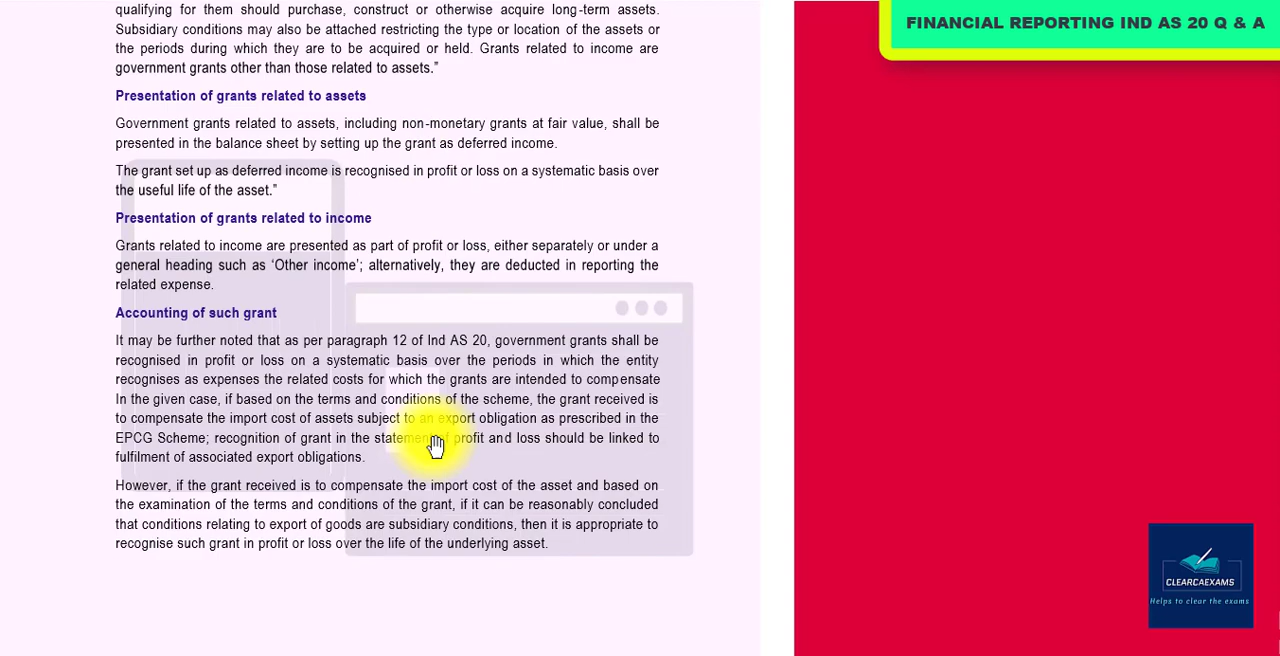 qualifying for them should purchase, construct or otherwise acquire long-term assets.
Subsidiary conditions may also be attached restricting the type or location of the assets or
the periods during which they are to be acquired or held. Grants related to income are
government grants other than those related to assets.”
Presentation of grants related to assets
Government grants related to assets, including non-monetary grants at fair value, shall be
presented in the balance sheet by setting up the grant as deferred income.
The grant set up as deferred income is recognised in profit or loss on a systematic basis over
the useful life of the asset.”
Presentation of grants related to income
Grants related to income are presented as part of profit or loss, either separately or under a
general heading such as ‘Other income’; alternatively, they are deducted in reporting the
related expense.
Accounting of such grant
It may be further noted that as per paragraph 12 of Ind AS 20, government grants shall be
recognised in profit or loss on a systematic basis over the periods in which the entity
recognises as expenses the related costs for which the grants are intended to compensate
In the given case, if based on the terms and conditions of the scheme, the grant received is
to compensate the import cost of assets subject to an export obligation as prescribed in the
EPCG Scheme; recognition of grant in the statement of profit and loss should be linked to
fulfilment of associated export obligations.
However, if the grant received is to compensate the import cost of the asset and based on
the examination of the terms and conditions of the grant, if it can be reasonably concluded
that conditions relating to export of goods are subsidiary conditions, then it is appropriate to
recognise such grant in profit or loss over the life of the underlying asset.
FINANCIAL REPORTING IND AS 20 Q & A
CLEARCAEXAMS
Helps to clear the exams